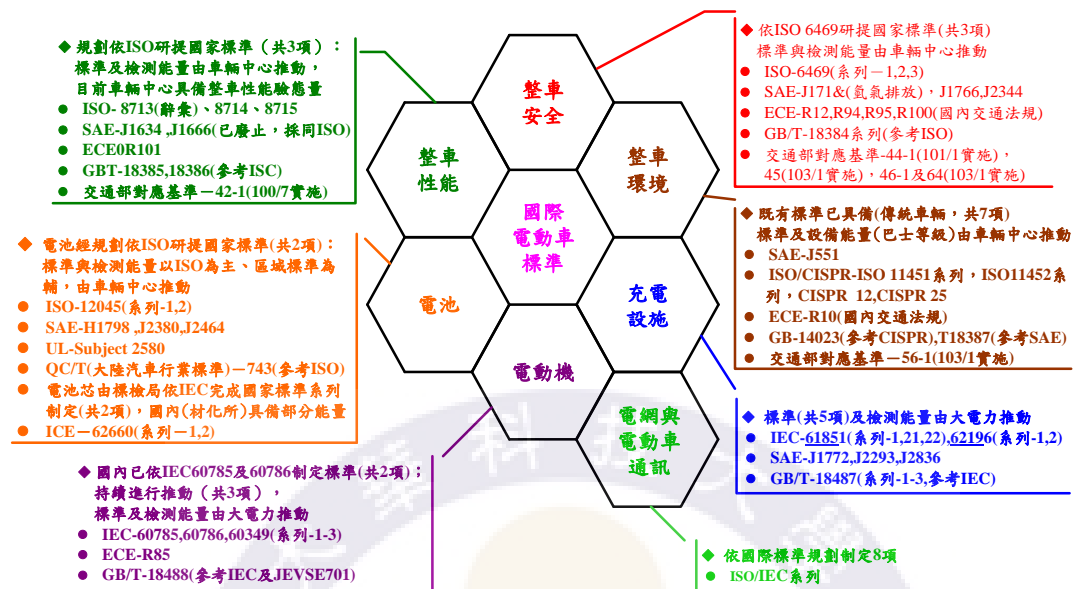 ◆ 規劃依ISO研提國家標準（共3項）：
標準及檢測能量由車輛中心推動，
目前車輛中心具備整車性能驗態量
● ISO- 8713(辭彙)、8714、8715
● SAE-J1634 ,J1666(已廢止，採同ISO)
● ECE0R101
● GBT-18385,18386(參考ISC)
● 交通部對應基準－42-1(100/7實施)
◆ 電池經規劃依ISO研提國家標準(共2項)：
標準與檢測能量以ISO為主、區域標準為
輔，由車輛中心推動
● ISO-12045(系列-1,2)
● SAE-H1798 ,J2380,J2464
● UL-Subject 2580
● QC/T(大陸汽車行業標準)－743(參考ISO)
● 電池芯由標檢局依IEC完成國家標準系列
制定(共2項)，國內(材化所)具備部分能量
● ICE－62660(系列－1,2)
◆ 國內已依IEC60785及60786制定標準(共2項)；
持續進行推動（共3項），
標準及檢測能量由大電力推動
● IEC-60785,60786,60349(系列-1-3)
● ECE-R85
● GB/T-18488(參考IEC及JEVSE701)
整車
安全
整車
性能
整車
環境
國際
電動車
標準
電池
充電
設施
電動機
電網與
電動車
通訊
◆ 依ISO 6469研提國家標準(共3項)
標準與檢測能量由車輛中心推動
● ISO-6469(系列－1,2,3)
● SAE-J171&(氫氣排放)，J1766,J2344
● ECE-R12,R94,R95,R100(國內交通法規)
● GB/T-18384系列(參考ISO)
● 交通部對應基準-44-1(101/1實施)，
45(103/1實施)，46-1及64(103/1實施)
◆ 既有標準已具備(傳統車輛，共7項)
標準及設備能量(巴士等級)由車輛中心推動
● SAE-J551
● ISO/CISPR-ISO 11451系列，ISO11452系
列，CISPR 12,CISPR 25
● ECE-R10(國內交通法規)
● GB-14023(參考CISPR),T18387(參考SAE)
● 交通部對應基準－56-1(103/1實施)
◆ 標準(共5項)及檢測能量由大電力推動
● IEC-61851(系列-1,21,22),62196(系列-1,2)
● SAE-J1772,J2293,J2836
● GB/T-18487(系列-1-3,參考IEC)
◆ 依國際標準規劃制定8項
● ISO/IEC系列